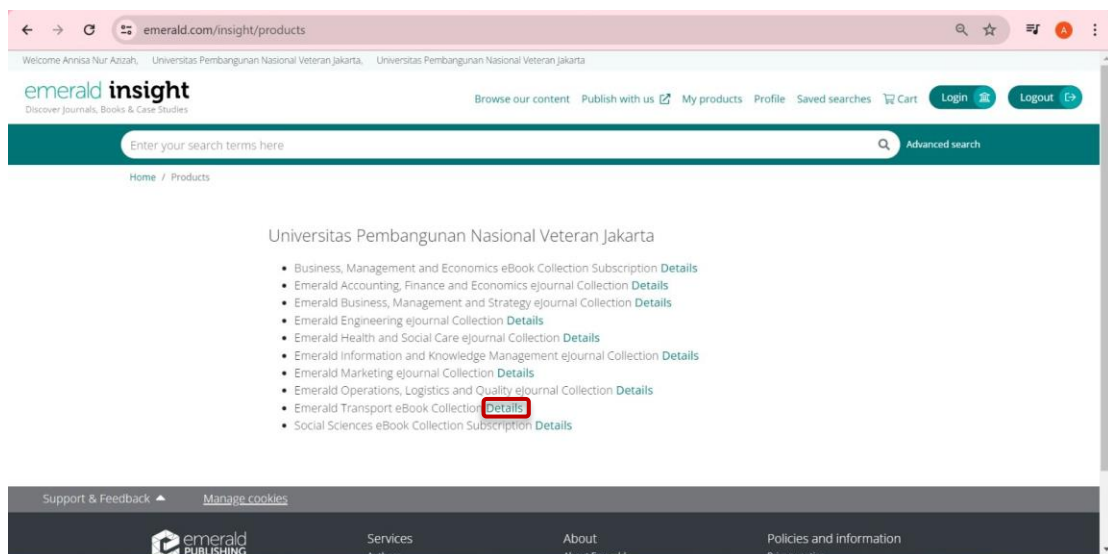 emerald.com/insight/products
A
Welcome Annisa Nur Azizah, Universitas Pembangunan Nasional Veteran Jakarta, Universitas Pembangunan Nasional Veteran Jakarta
emerald insight
Discover Journals, Books & Case Studies
Browse our content Publish with us My products Profile Saved searches Cart Login Logout
Enter your search terms here
Advanced search
Home / Products
Universitas Pembangunan Nasional Veteran Jakarta
• Business, Management and Economics eBook Collection Subscription Details
• Emerald Accounting, Finance and Economics eJournal Collection Details
• Emerald Business, Management and Strategy eJournal Collection Details
• Emerald Engineering eJournal Collection Details
• Emerald Health and Social Care eJournal Collection Details
• Emerald Information and Knowledge Management eJournal Collection Details
• Emerald Marketing eJournal Collection Details
• Emerald Operations, Logistics and Quality eJournal Collection Details
• Emerald Transport eBook Collection Details
• Social Sciences eBook Collection Subscription Details
Support & Feedback Manage cookies
emerald PUBLISHING
Services About Policies and information